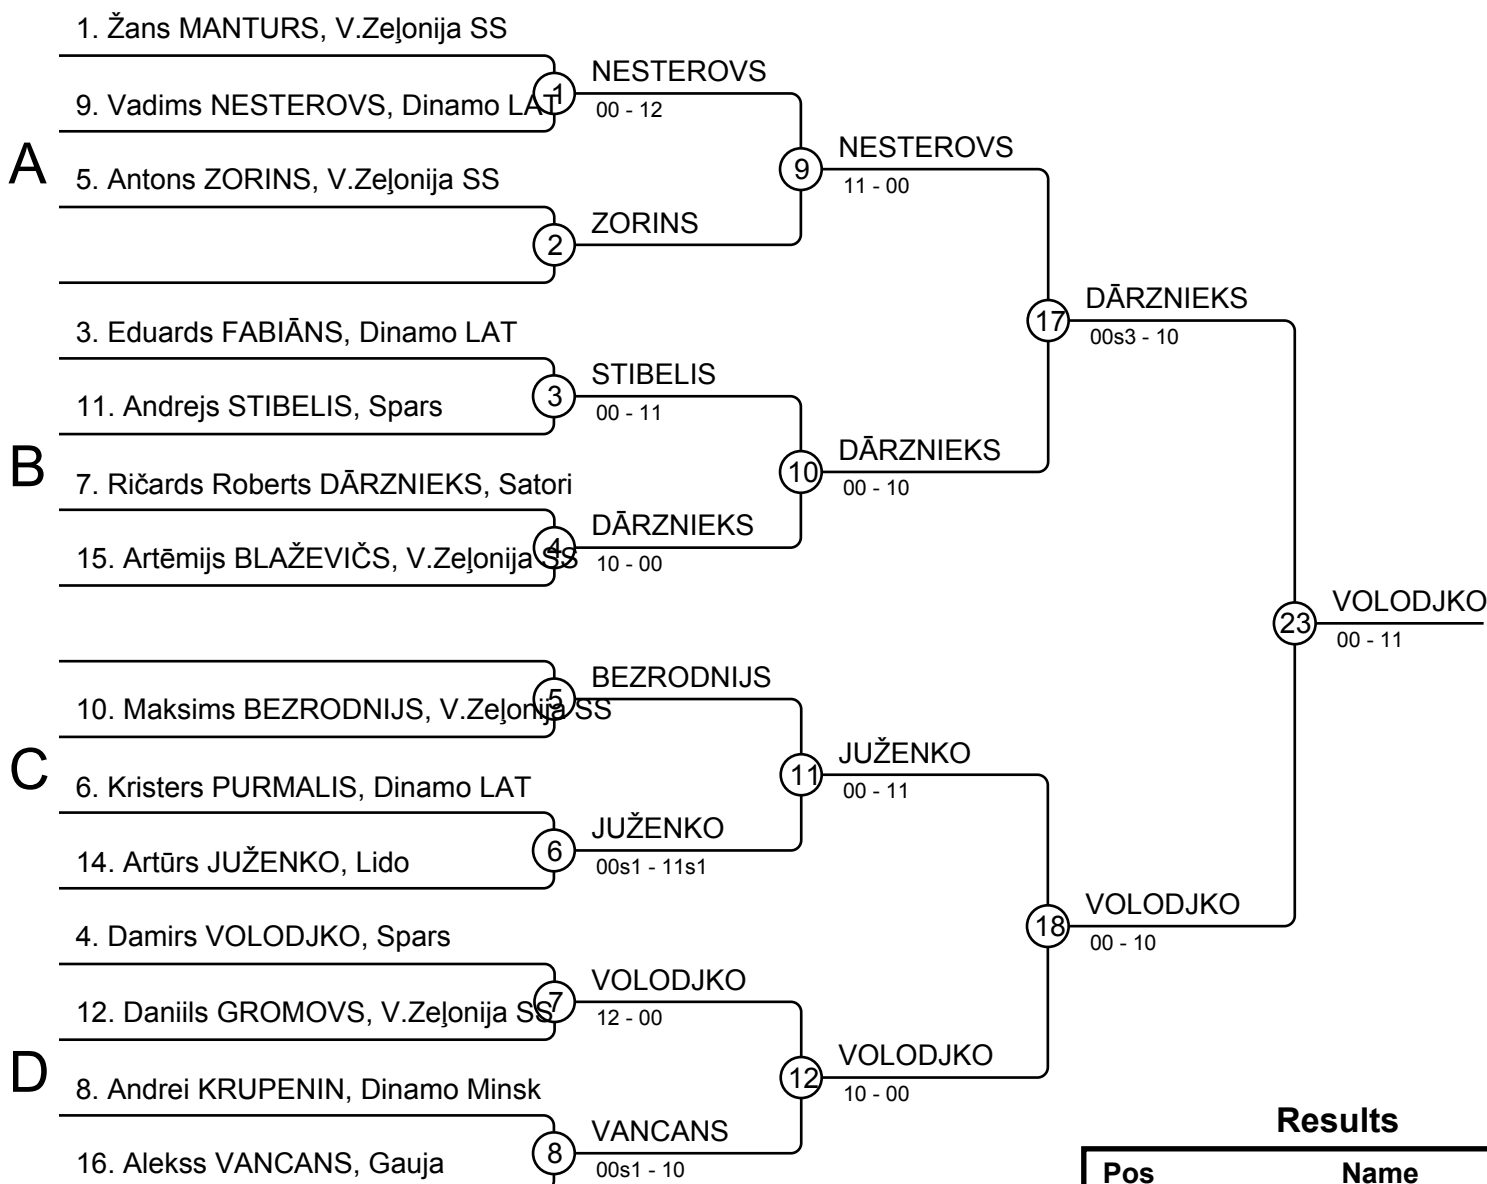 1. Žans MANTURS, V.Zeļonija SS
9. Vadims NESTEROVS, Dinamo LAT
1
NESTEROVS
00 - 12
A
5. Antons ZORINS, V.Zeļonija SS
2
ZORINS
9
NESTEROVS
11 - 00
3. Eduards FABIĀNS, Dinamo LAT
11. Andrejs STIBELIS, Spars
3
STIBELIS
00 - 11
B
7. Ričards Roberts DĀRZNIEKS, Satori
15. Artēmijs BLAŽEVIČS, V.Zeļonija SS
4
DĀRZNIEKS
10 - 00
10
DĀRZNIEKS
00 - 10
17
DĀRZNIEKS
00s3 - 10
10. Maksims BEZRODNIJS, V.Zeļonija SS
5
BEZRODNIJS
C
6. Kristers PURMALIS, Dinamo LAT
14. Artūrs JUŽENKO, Lido
6
JUŽENKO
00s1 - 11s1
11
JUŽENKO
00 - 11
4. Damirs VOLODJKO, Spars
12. Daniils GROMOVS, V.Zeļonija SS
7
VOLODJKO
12 - 00
D
8. Andrei KRUPENIN, Dinamo Minsk
16. Alekss VANCANS, Gauja
8
VANCANS
00s1 - 10
12
VOLODJKO
10 - 00
18
VOLODJKO
00 - 10
23
VOLODJKO
00 - 11
Results
Pos Name